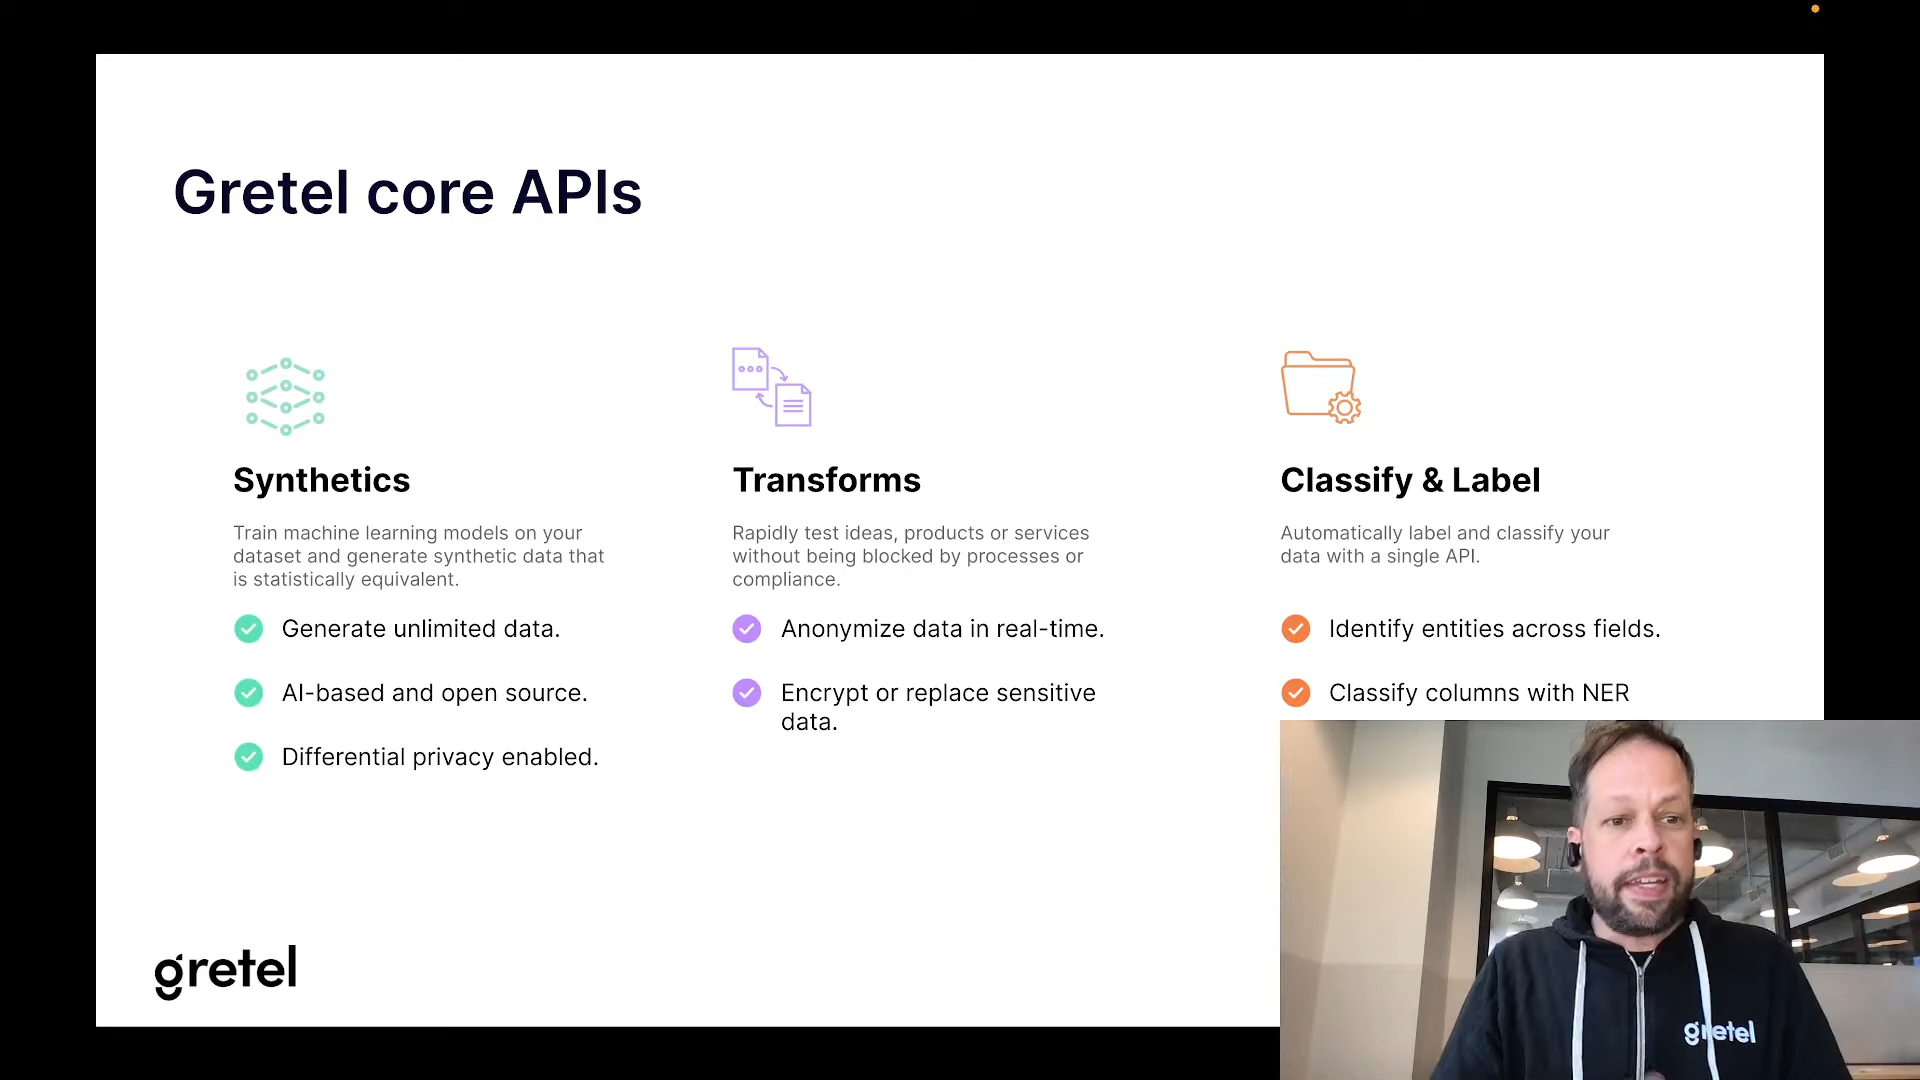 Gretel core APIs
Synthetics
Train machine learning models on your
dataset and generate synthetic data that
is statistically equivalent.
Generate unlimited data.
AI-based and open source.
Differential privacy enabled.
Transforms
Rapidly test ideas, products or services
without being blocked by processes or
compliance.
Anonymize data in real-time.
Encrypt or replace sensitive
data.
Classify & Label
Automatically label and classify your
data with a single API.
Identify entities across fields.
Classify columns with NER
gretel
gretel